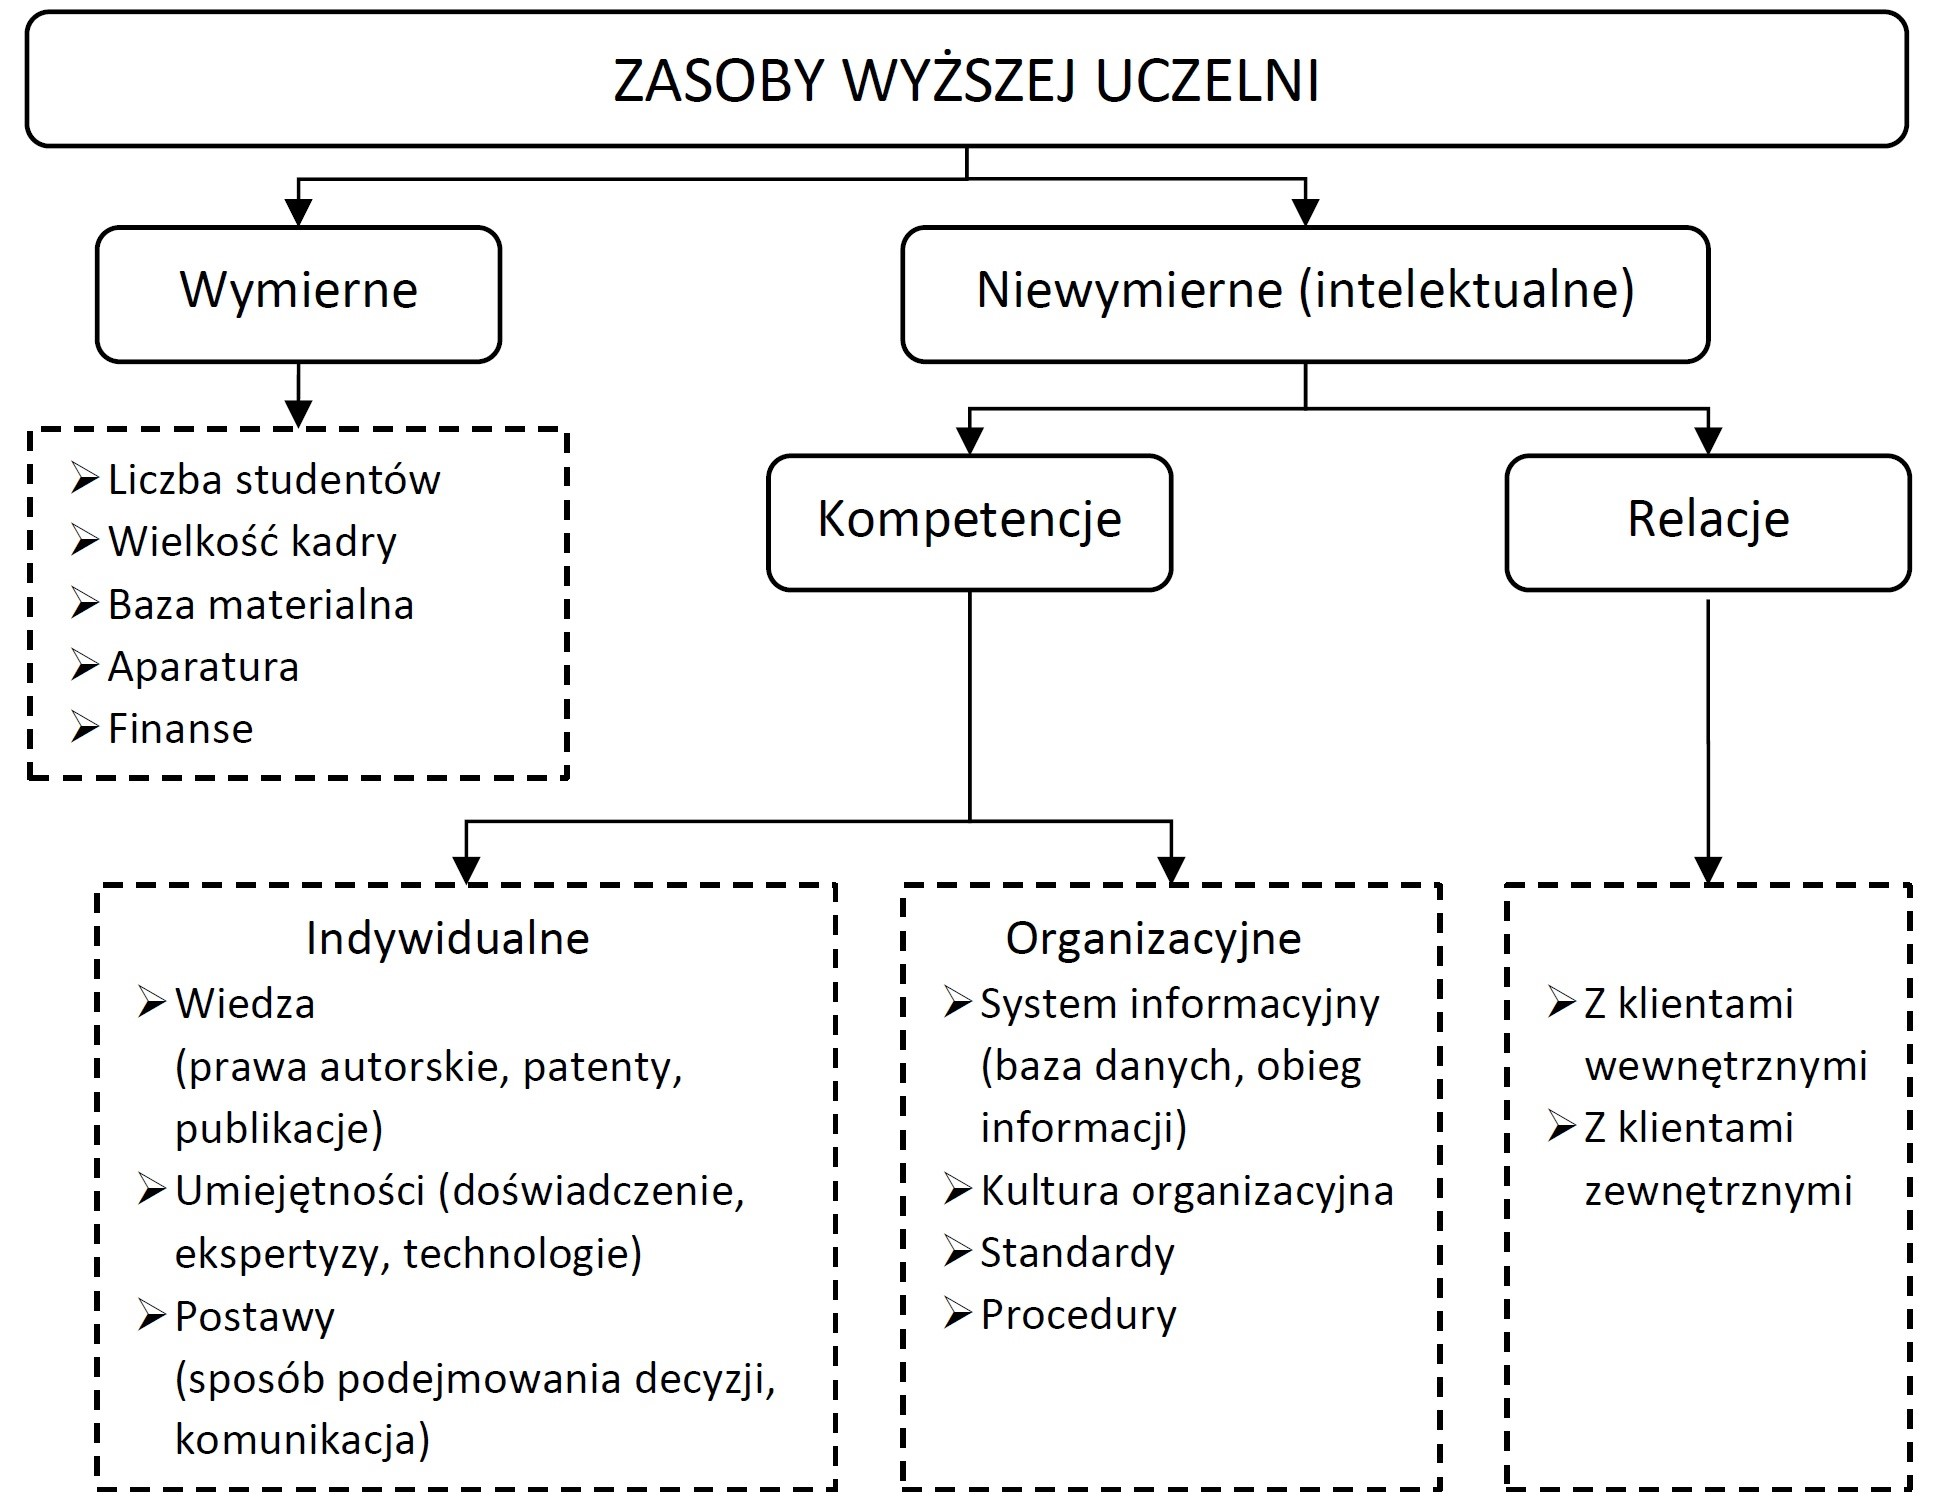 ZASOBY WYŻSZEJ UCZELNI
Wymierne
Niewymierne (intelektualne)
Liczba studentów
Wielkość kadry
Baza materialna
Aparatura
Finanse
Kompetencje
Relacje
Indywidualne
Wiedza
(prawa autorskie, patenty,
publikacje)
Umiejętności (doświadczenie,
ekspertyzy, technologie)
Postawy
(sposób podejmowania decyzji,
komunikacja)
Organizacyjne
System informacyjny
(baza danych, obieg
informacji)
Kultura organizacyjna
Standardy
Procedury
Z klientami
wewnętrznymi
Z klientami
zewnętrznymi